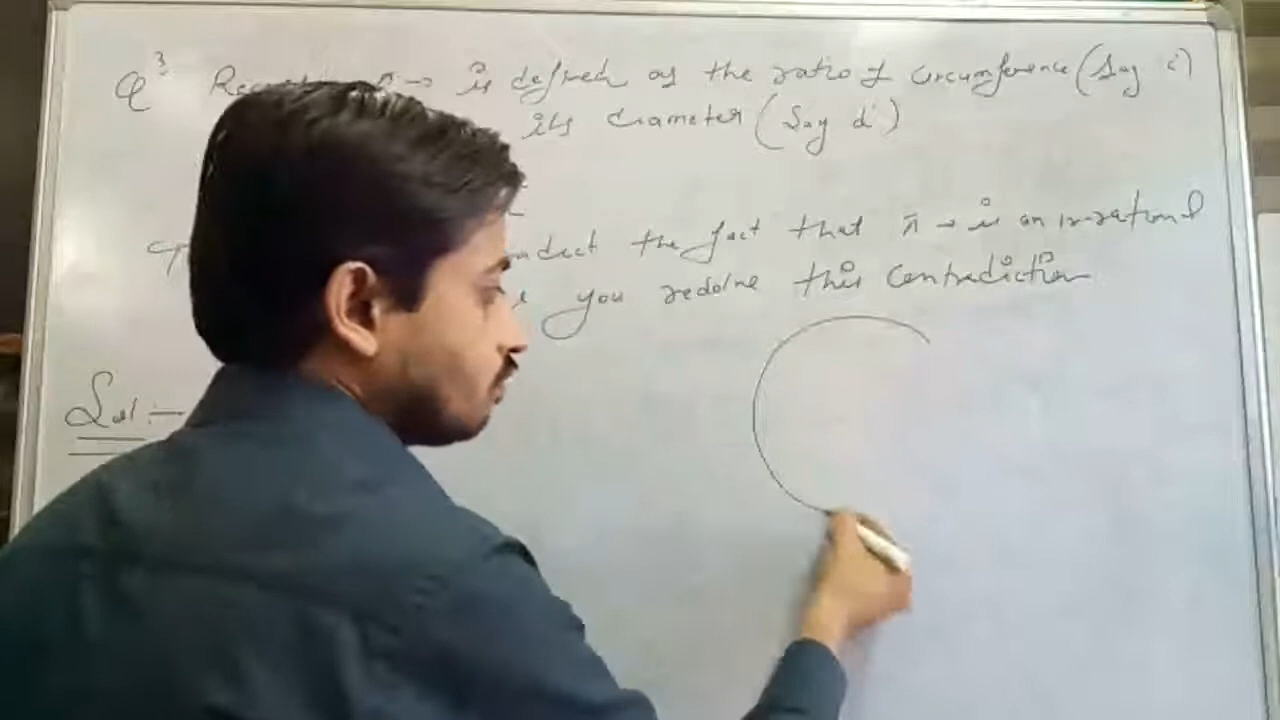 Q³ π → is defined as the ratio of circumference (Say c)
its diameter (Say d)
the fact that π → is an irrational
you resolve this contradiction
Sol :-